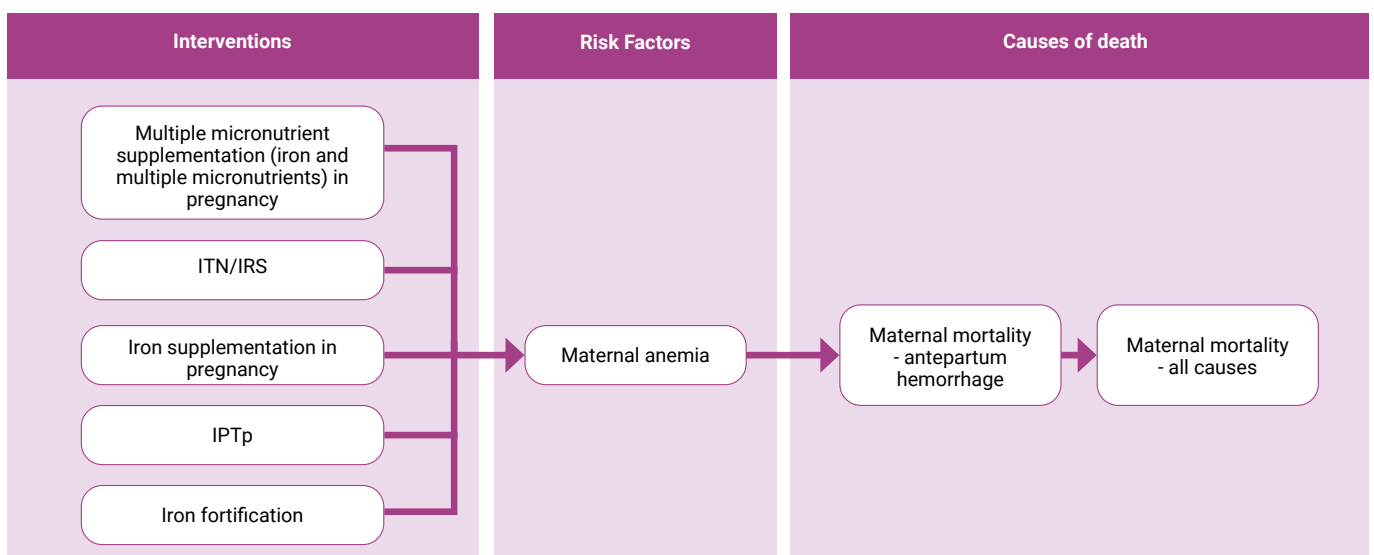 Interventions
Risk Factors
Causes of death
Multiple micronutrient
supplementation (iron and
multiple micronutrients) in
pregnancy
ITN/IRS
Iron supplementation in
pregnancy
IPTp
Iron fortification
Maternal anemia
Maternal mortality
- antepartum
hemorrhage
Maternal mortality
- all causes